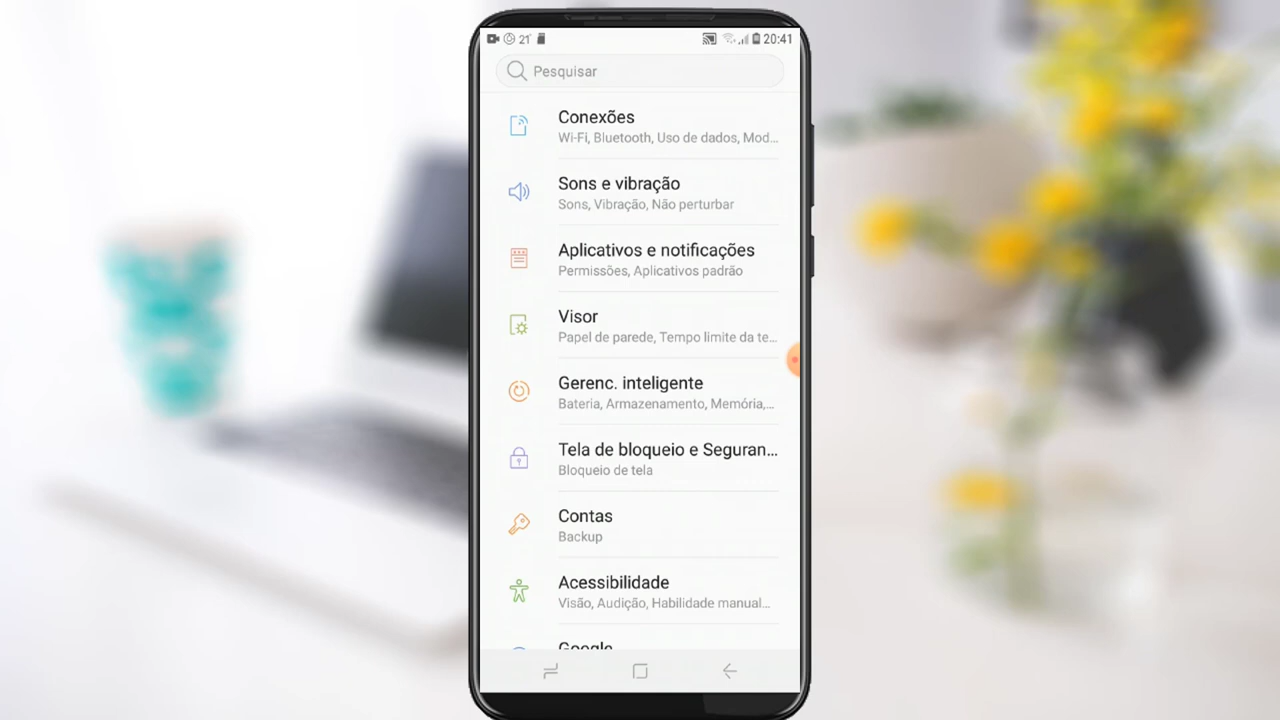 21°
20:41
Pesquisar
Conexões
Wi-Fi, Bluetooth, Uso de dados, Mod...
Sons e vibração
Sons, Vibração, Não perturbar
Aplicativos e notificações
Permissões, Aplicativos padrão
Visor
Papel de parede, Tempo limite da te...
Gerenc. inteligente
Bateria, Armazenamento, Memória,...
Tela de bloqueio e Seguran...
Bloqueio de tela
Contas
Backup
Acessibilidade
Visão, Audição, Habilidade manual...
Google